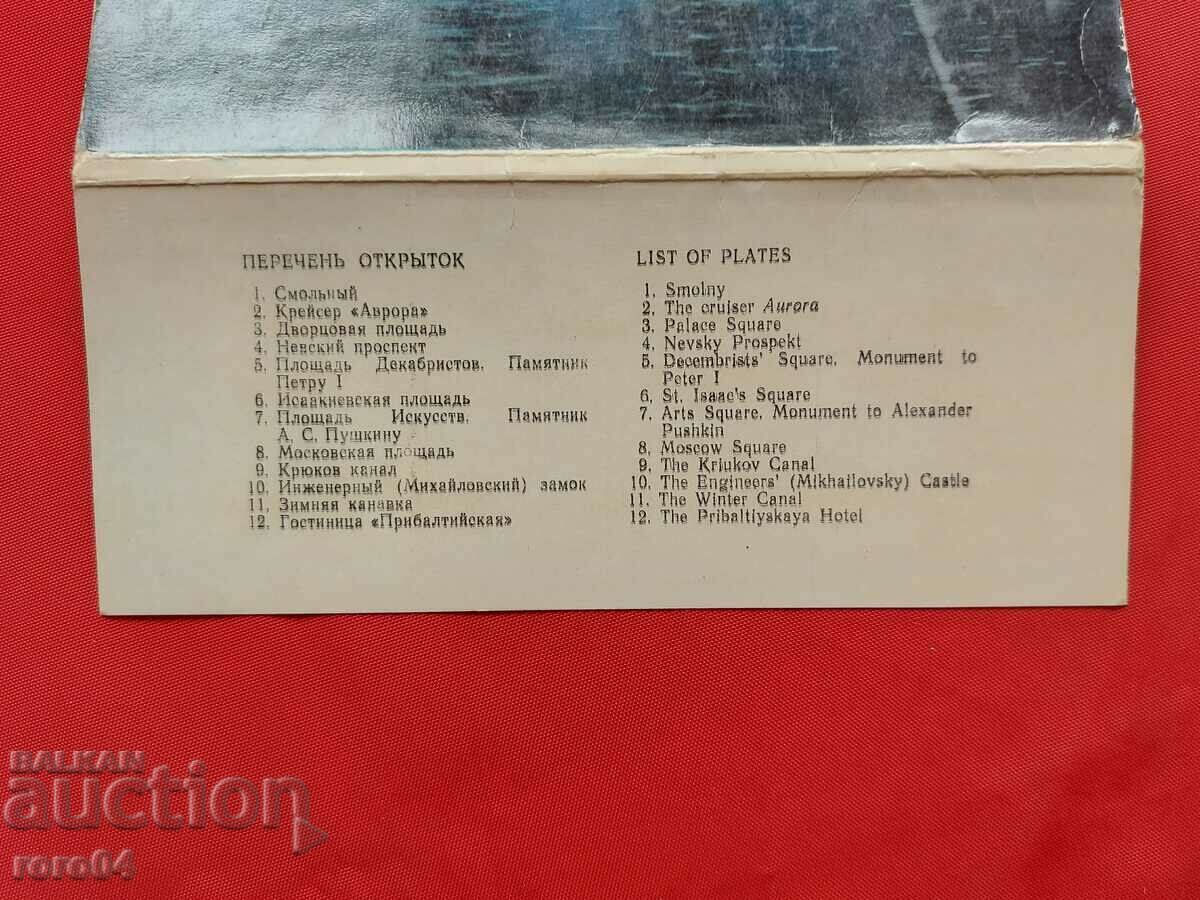 ПЕРЕЧЕНЬ ОТКРЫТОК
1. Смольный
2. Крейсер «Аврора»
3. Дворцовая площадь
4. Невский проспект
5. Площадь Декабристов. Памятник
Петру I
6. Исаакиевская площадь
7. Площадь Искусств. Памятник
А. С. Пушкину
8. Московская площадь
9. Крюков канал
10. Инженерный (Михайловский) замок
11. Зимняя канавка
12. Гостиница «Прибалтийская»
LIST OF PLATES
1. Smolny
2. The cruiser Aurora
3. Palace Square
4. Nevsky Prospekt
5. Decembrists' Square. Monument to
Peter I
6. St. Isaac's Square
7. Arts Square. Monument to Alexander
Pushkin
8. Moscow Square
9. The Kriukov Canal
10. The Engineers' (Mikhailovsky) Castle
11. The Winter Canal
12. The Pribaltiyskaya Hotel
BALKAN
auction
roro04